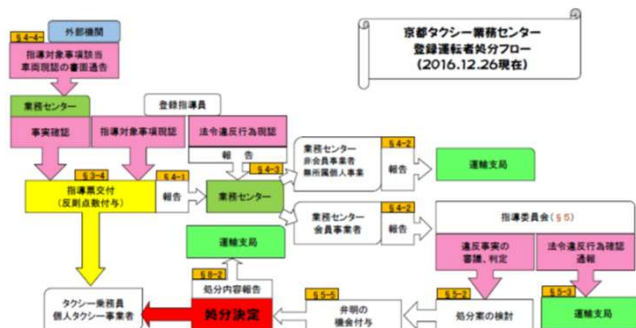 京都タクシー業務センター
登録運転者処分フロー
(2016.12.26現在)
§4-4-
外部機関
指導対象事項該当
車両現認の書面通告
業務センター
登録指導員
事実確認
指導対象事項現認
法令違反行為現認
報告
業務センター
非会員事業者
無所属個人事業
§4-2
報告
運輸支局
§3-4
指導票交付
(反則点数付与)
§4-1
報告
§4-3
業務センター
業務センター
会員事業者
§4-2
報告
指導委員会(§5)
違反事実の
審議、判定
法令違反行為確認
通報
運輸支局
§8-2
処分内容報告
処分決定
タクシー乗務員
個人タクシー事業者
§5-5
弁明の
機会付与
§5-2
処分案の検討
§5-3
運輸支局